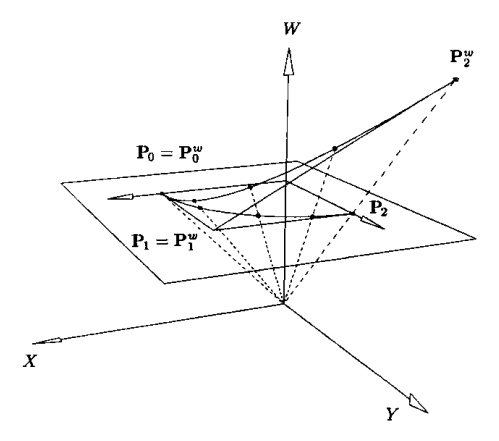 W
P₂ʷ
P₀ = P₀ʷ
P₂
P₁ = P₁ʷ
X
Y